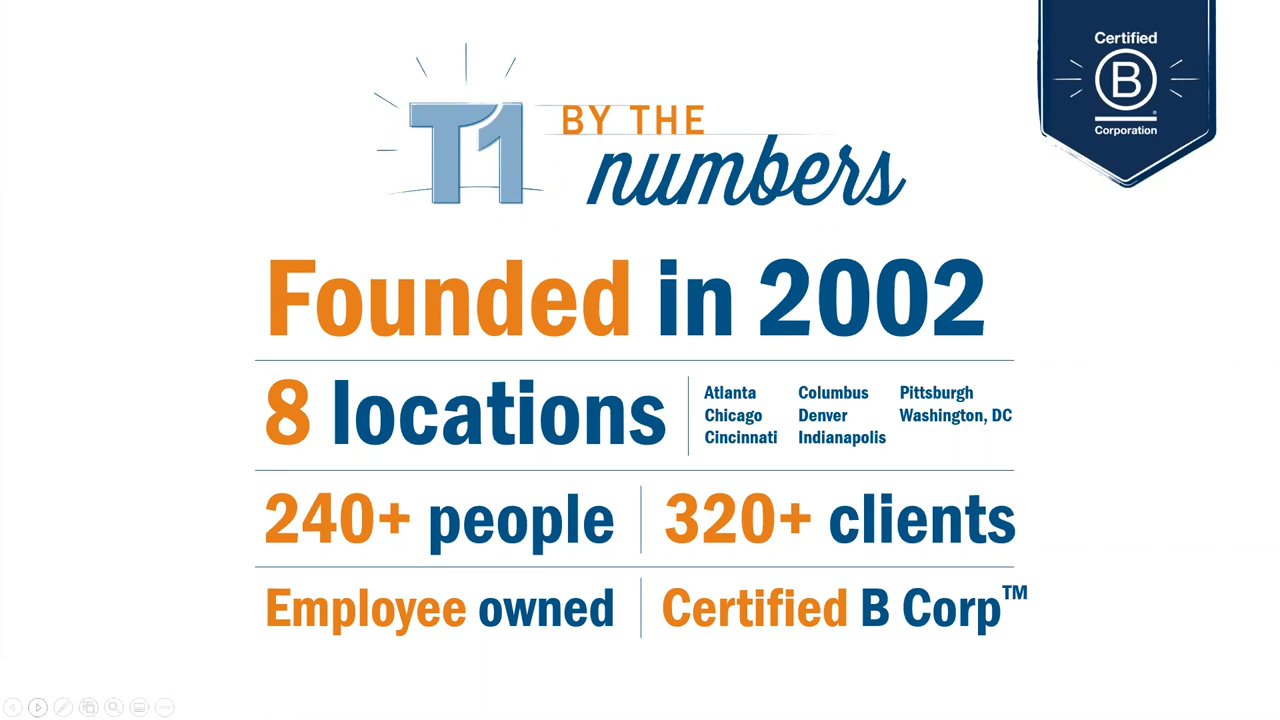 Certified
B
®
Corporation
T1 BY THE
numbers
Founded in 2002
8 locations
Atlanta Columbus Pittsburgh
Chicago Denver Washington, DC
Cincinnati Indianapolis
240+ people 320+ clients
Employee owned Certified B Corp™